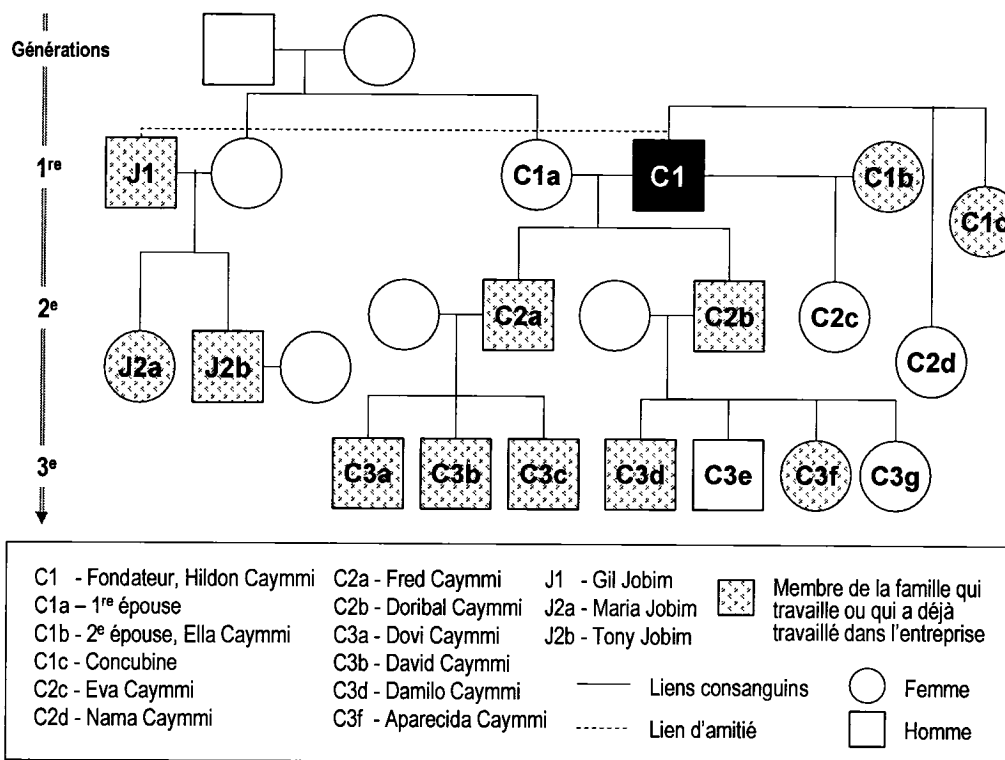 Générations
1re
J1
C1a
C1
C1b
C1c
2e
C2a
C2b
C2c
J2a
J2b
C2d
3e
C3a
C3b
C3c
C3d
C3e
C3f
C3g
C1 - Fondateur, Hildon Caymmi
C1a – 1re épouse
C1b - 2e épouse, Ella Caymmi
C1c - Concubine
C2c - Eva Caymmi
C2d - Nama Caymmi
C2a - Fred Caymmi
C2b - Doribal Caymmi
C3a - Dovi Caymmi
C3b - David Caymmi
C3d - Damilo Caymmi
C3f - Aparecida Caymmi
J1 - Gil Jobim
J2a - Maria Jobim
J2b - Tony Jobim
Membre de la famille qui
travaille ou qui a déjà
travaillé dans l'entreprise
Liens consanguins
Lien d'amitié
Femme
Homme